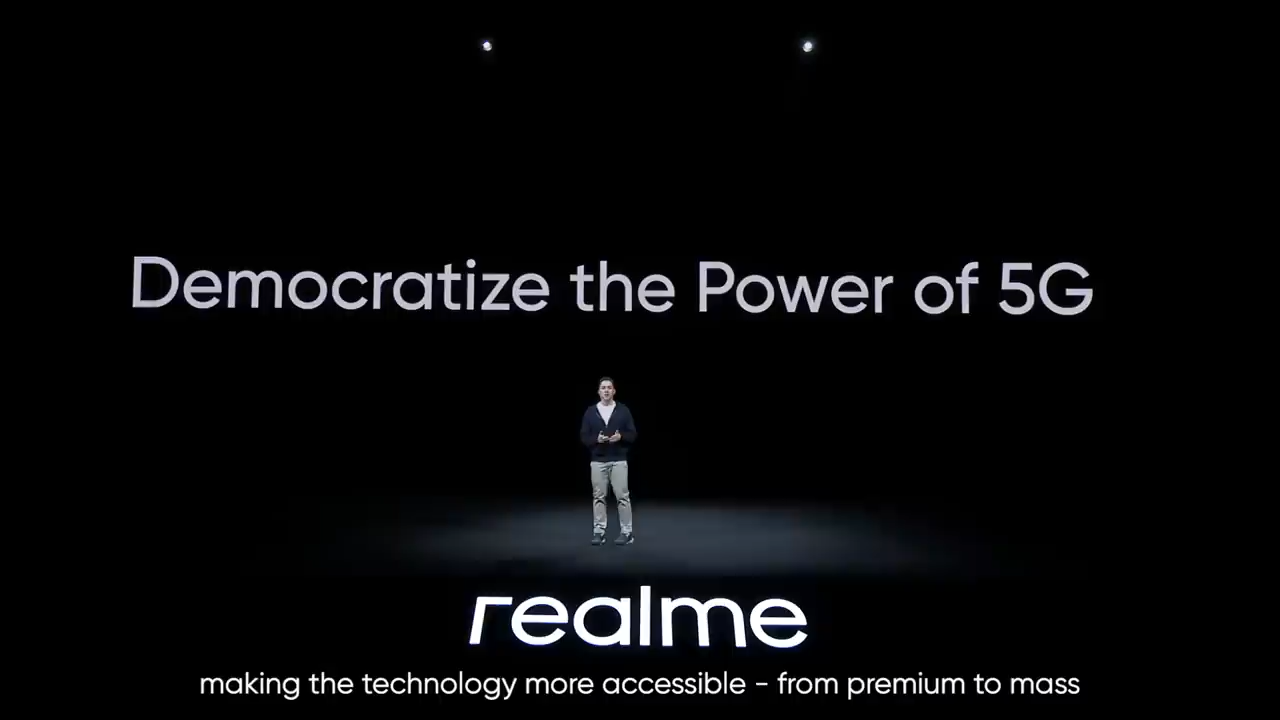 Democratize the Power of 5G
realme
making the technology more accessible - from premium to mass